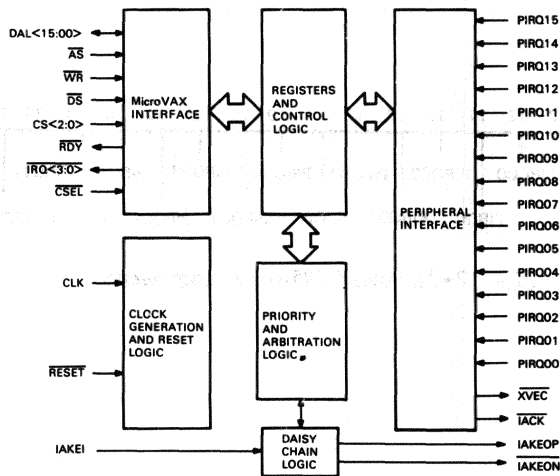 DAL<15:00>
AS
WR
DS
CS<2:0>
RDY
IRQ<3:0>
CSEL
MicroVAX
INTERFACE
REGISTERS
AND
CONTROL
LOGIC
PERIPHERAL
INTERFACE
PIRQ15
PIRQ14
PIRQ13
PIRQ12
PIRQ11
PIRQ10
PIRQ09
PIRQ08
PIRQ07
PIRQ06
PIRQ05
PIRQ04
PIRQ03
PIRQ02
PIRQ01
PIRQ00
XVEC
IACK
CLK
RESET
CLOCK
GENERATION
AND RESET
LOGIC
PRIORITY
AND
ARBITRATION
LOGIC
IAKEI
DAISY
CHAIN
LOGIC
IAKEOP
IAKEON